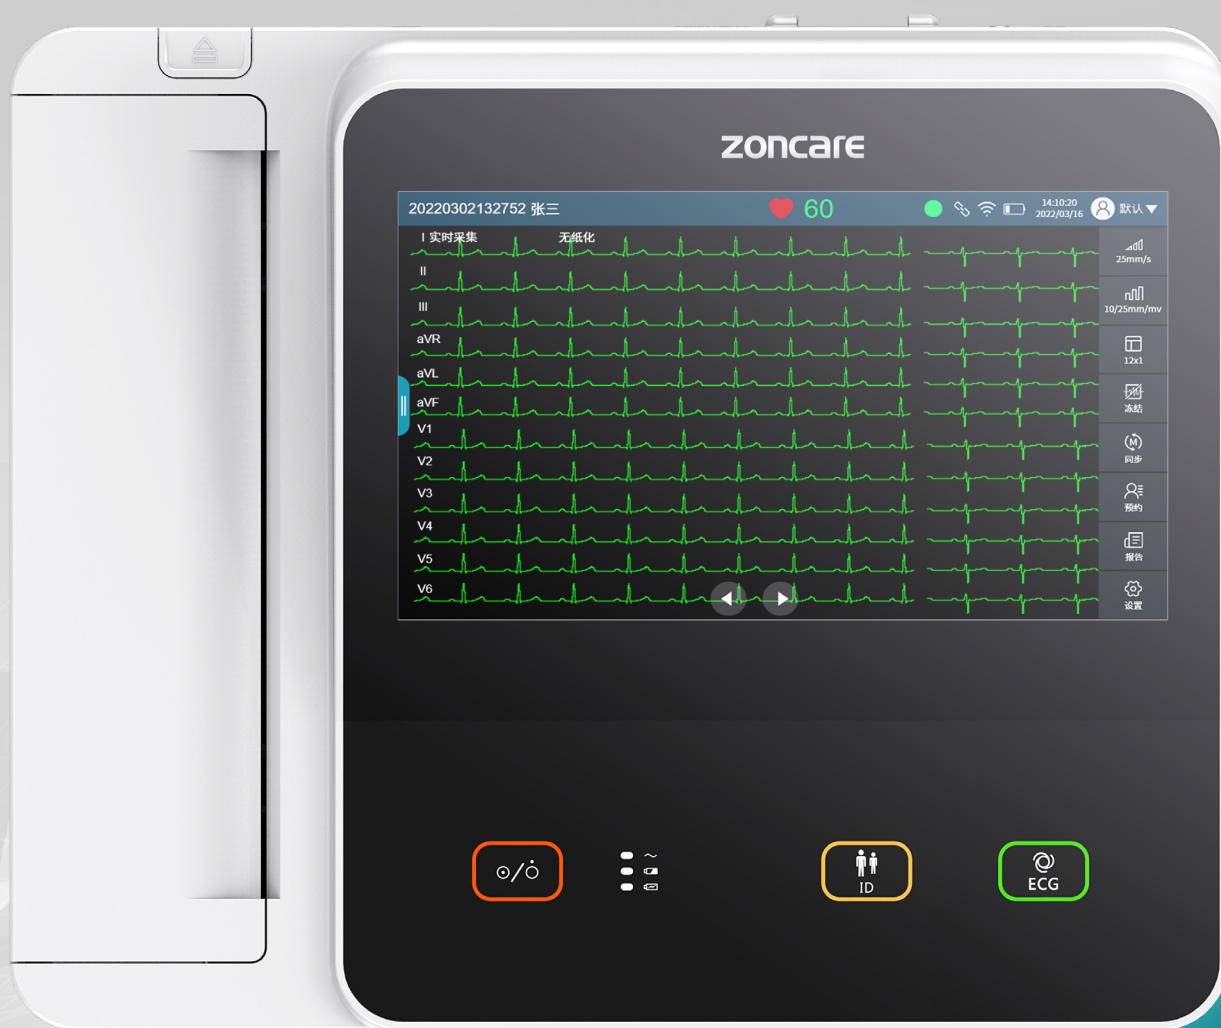 zoncare
20220302132752 张三
60
14:10:20
2022/03/16
默认
I 实时采集
无纸化
II
III
aVR
aVL
aVF
V1
V2
V3
V4
V5
V6
25mm/s
10/25mm/mv
12x1
冻结
M
同步
预约
报告
设置
ID
ECG